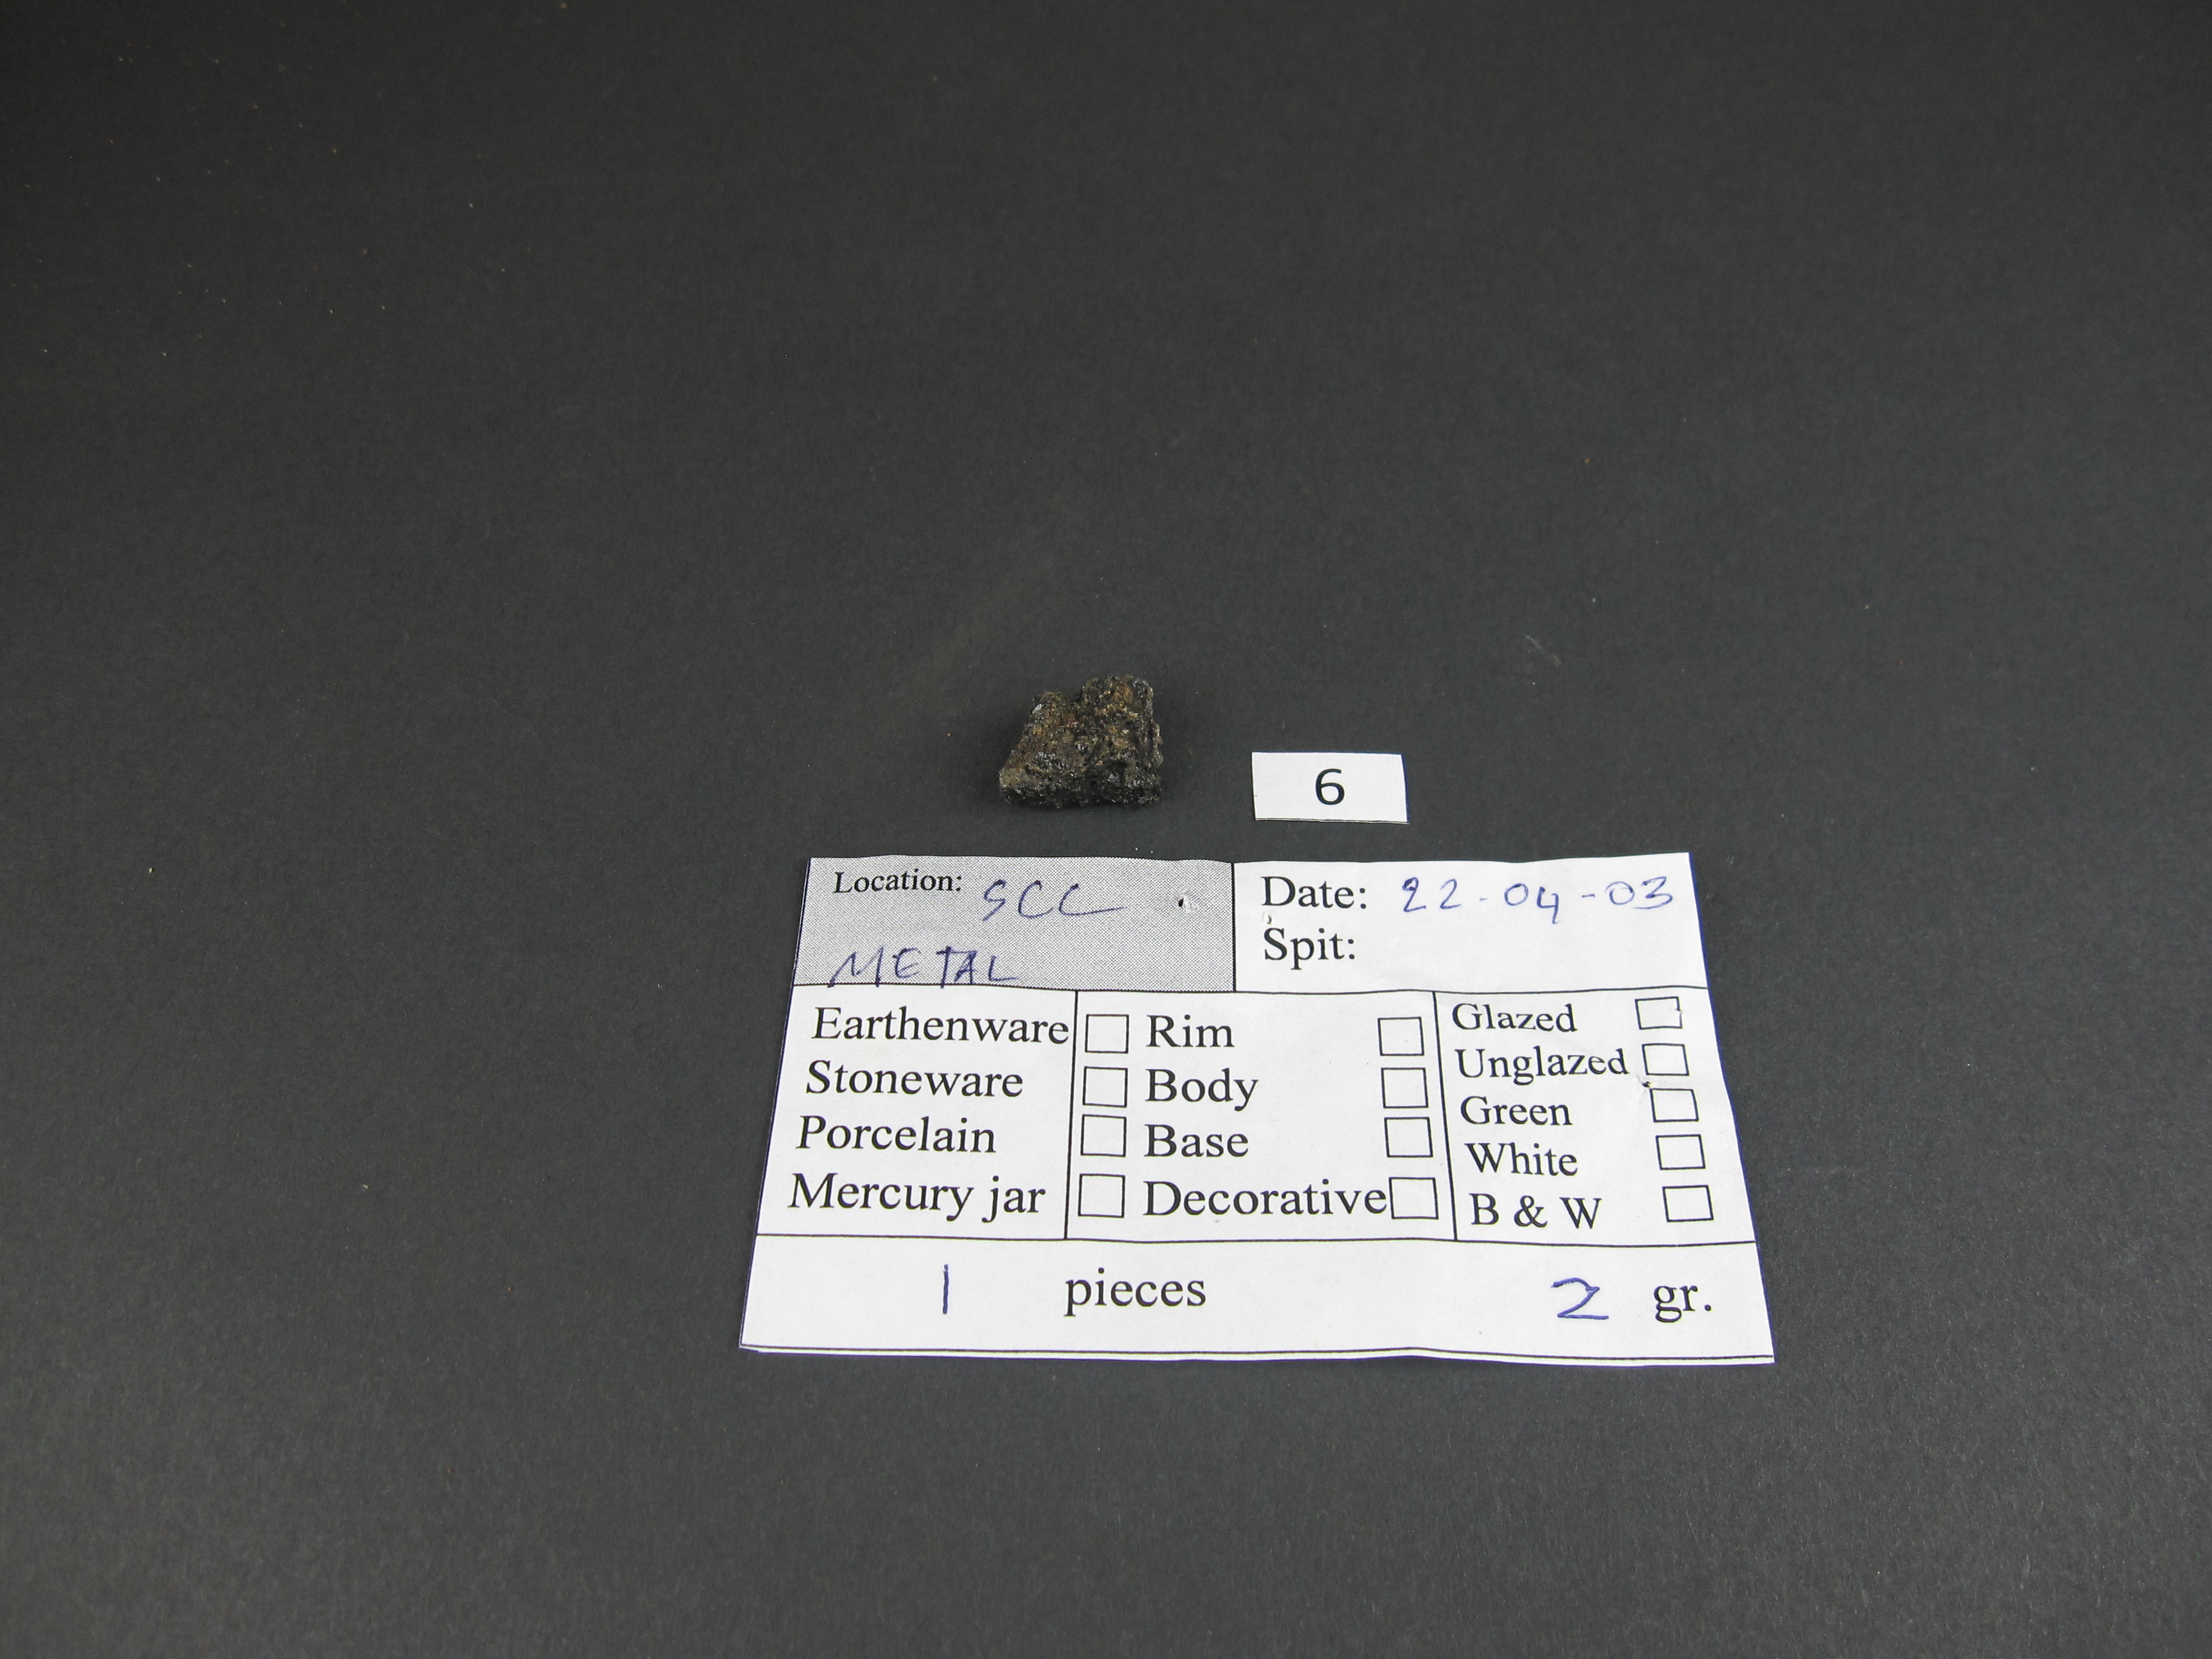 6
Location: SCC
METAL
Date: 22-04-03
Spit:
Earthenware
Stoneware
Porcelain
Mercury jar
Rim
Body
Base
Decorative
Glazed
Unglazed
Green
White
B & W
1 pieces 2 gr.